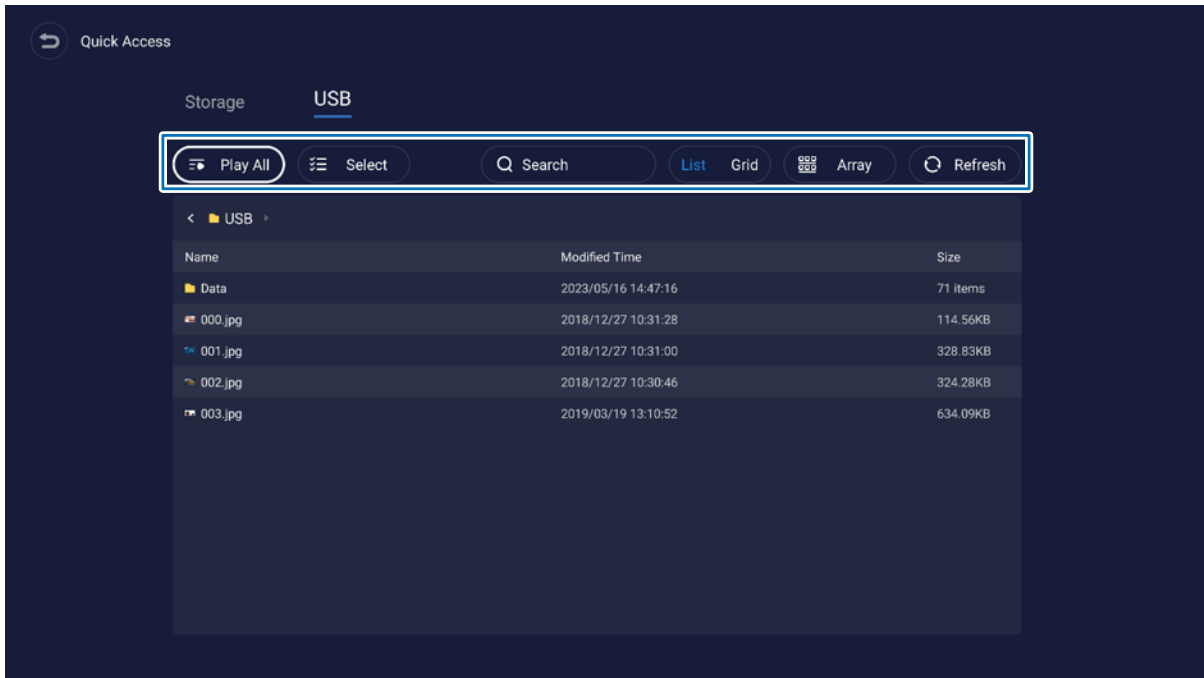 Quick Access
Storage USB
Play All Select Search List Grid Array Refresh
USB
Name Modified Time Size
Data 2023/05/16 14:47:16 71 items
000.jpg 2018/12/27 10:31:28 114.56KB
001.jpg 2018/12/27 10:31:00 328.83KB
002.jpg 2018/12/27 10:30:46 324.28KB
003.jpg 2019/03/19 13:10:52 634.09KB